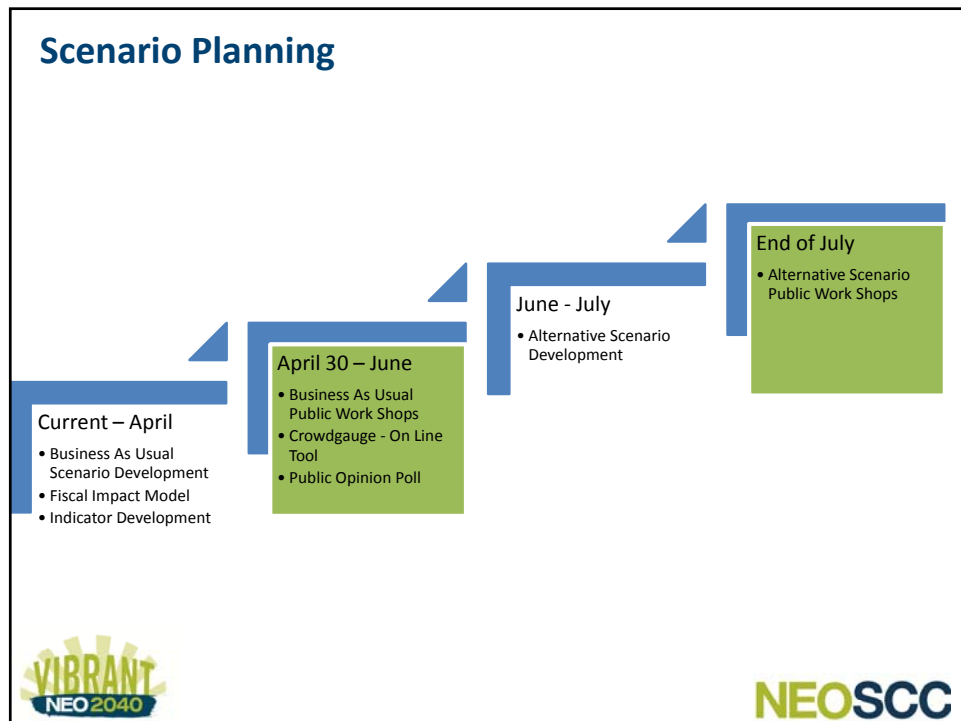 Scenario Planning
Current – April
• Business As Usual
Scenario Development
• Fiscal Impact Model
• Indicator Development
April 30 – June
• Business As Usual
Public Work Shops
• Crowdgauge - On Line
Tool
• Public Opinion Poll
June - July
• Alternative Scenario
Development
End of July
• Alternative Scenario
Public Work Shops
VIBRANT
NEO 2040
NEOSCC